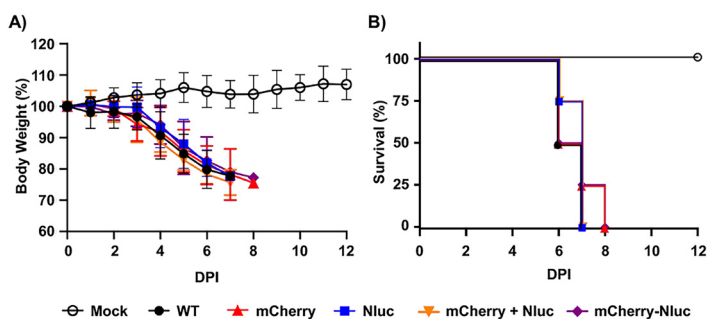 A)
B)
120
110
100
90
80
70
60
Body Weight (%)
0 2 4 6 8 10 12
DPI
100
75
50
25
0
Survival (%)
0 2 4 6 8 10 12
DPI
Mock WT mCherry Nluc mCherry + Nluc mCherry-Nluc